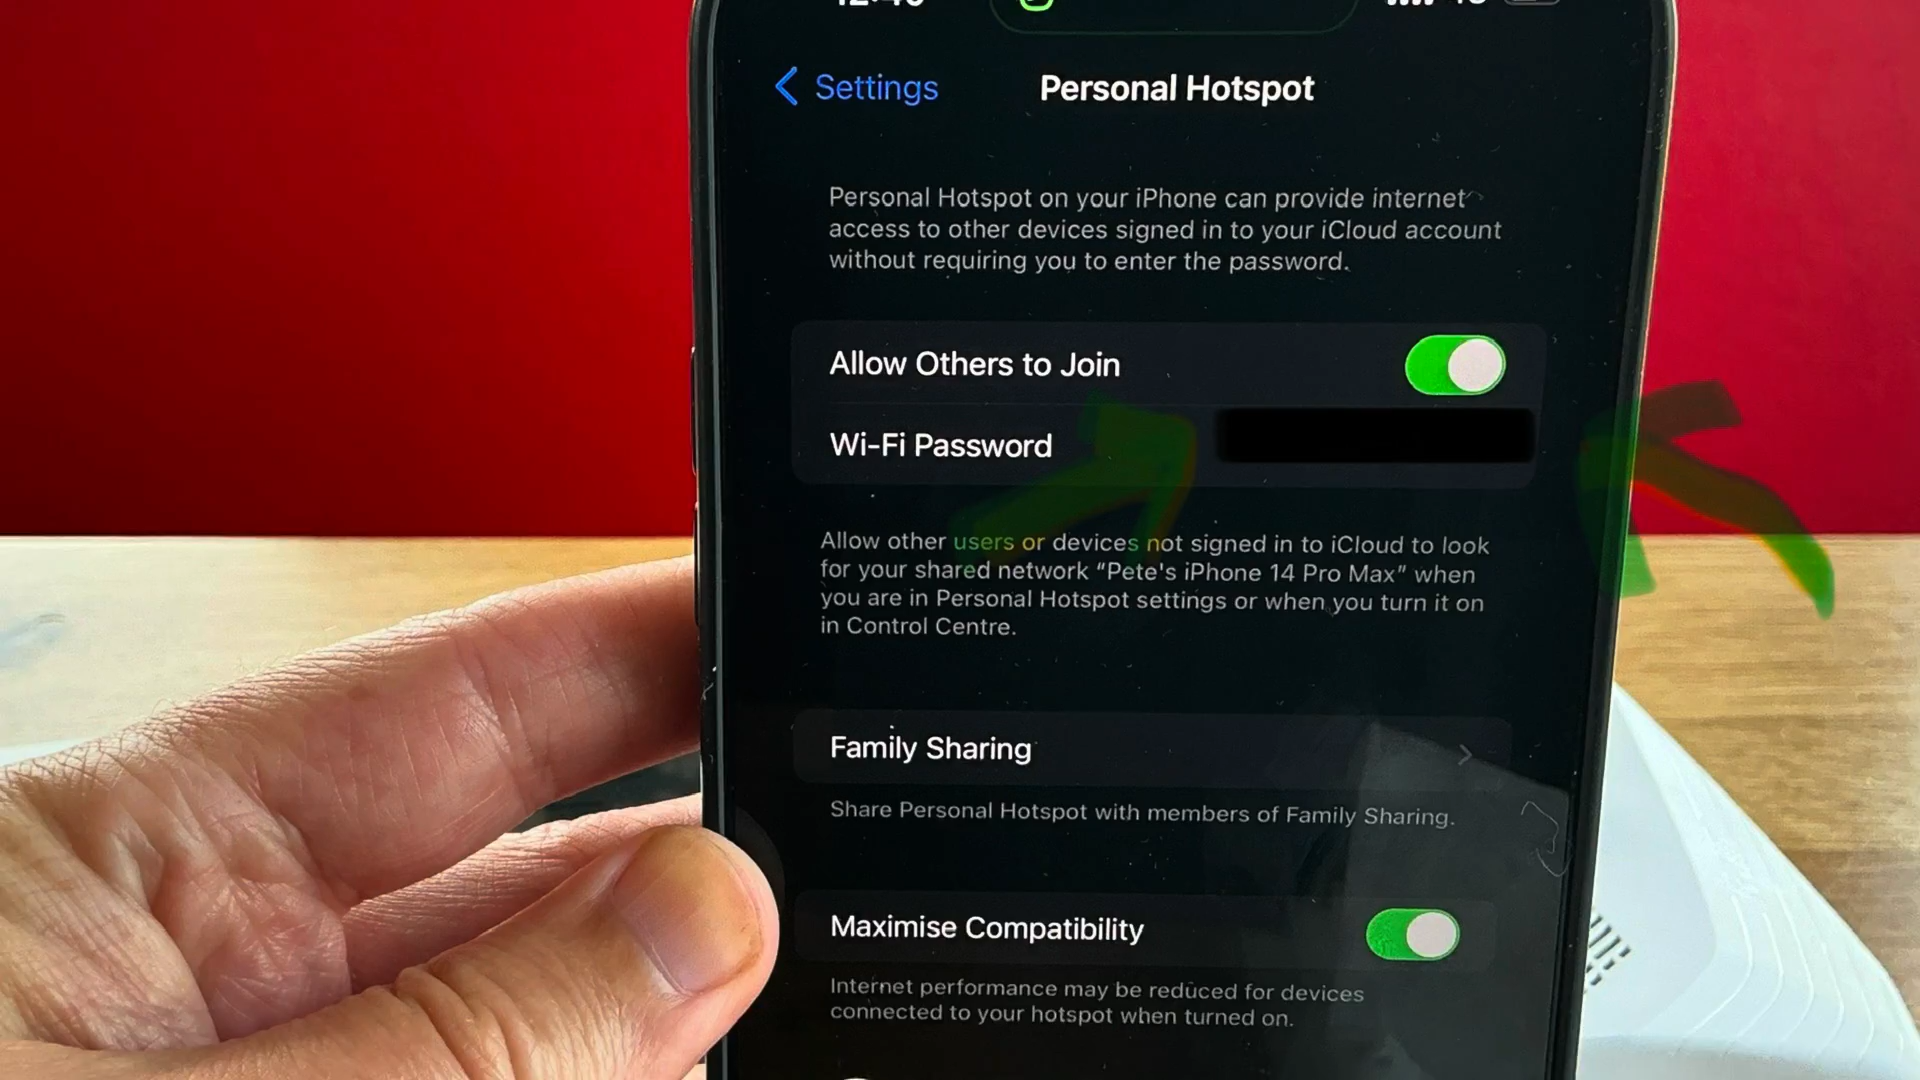 Settings
Personal Hotspot
Personal Hotspot on your iPhone can provide internet
access to other devices signed in to your iCloud account
without requiring you to enter the password.
Allow Others to Join
Wi-Fi Password
Allow other users or devices not signed in to iCloud to look
for your shared network “Pete's iPhone 14 Pro Max” when
you are in Personal Hotspot settings or when you turn it on
in Control Centre.
Family Sharing
Share Personal Hotspot with members of Family Sharing.
Maximise Compatibility
Internet performance may be reduced for devices
connected to your hotspot when turned on.